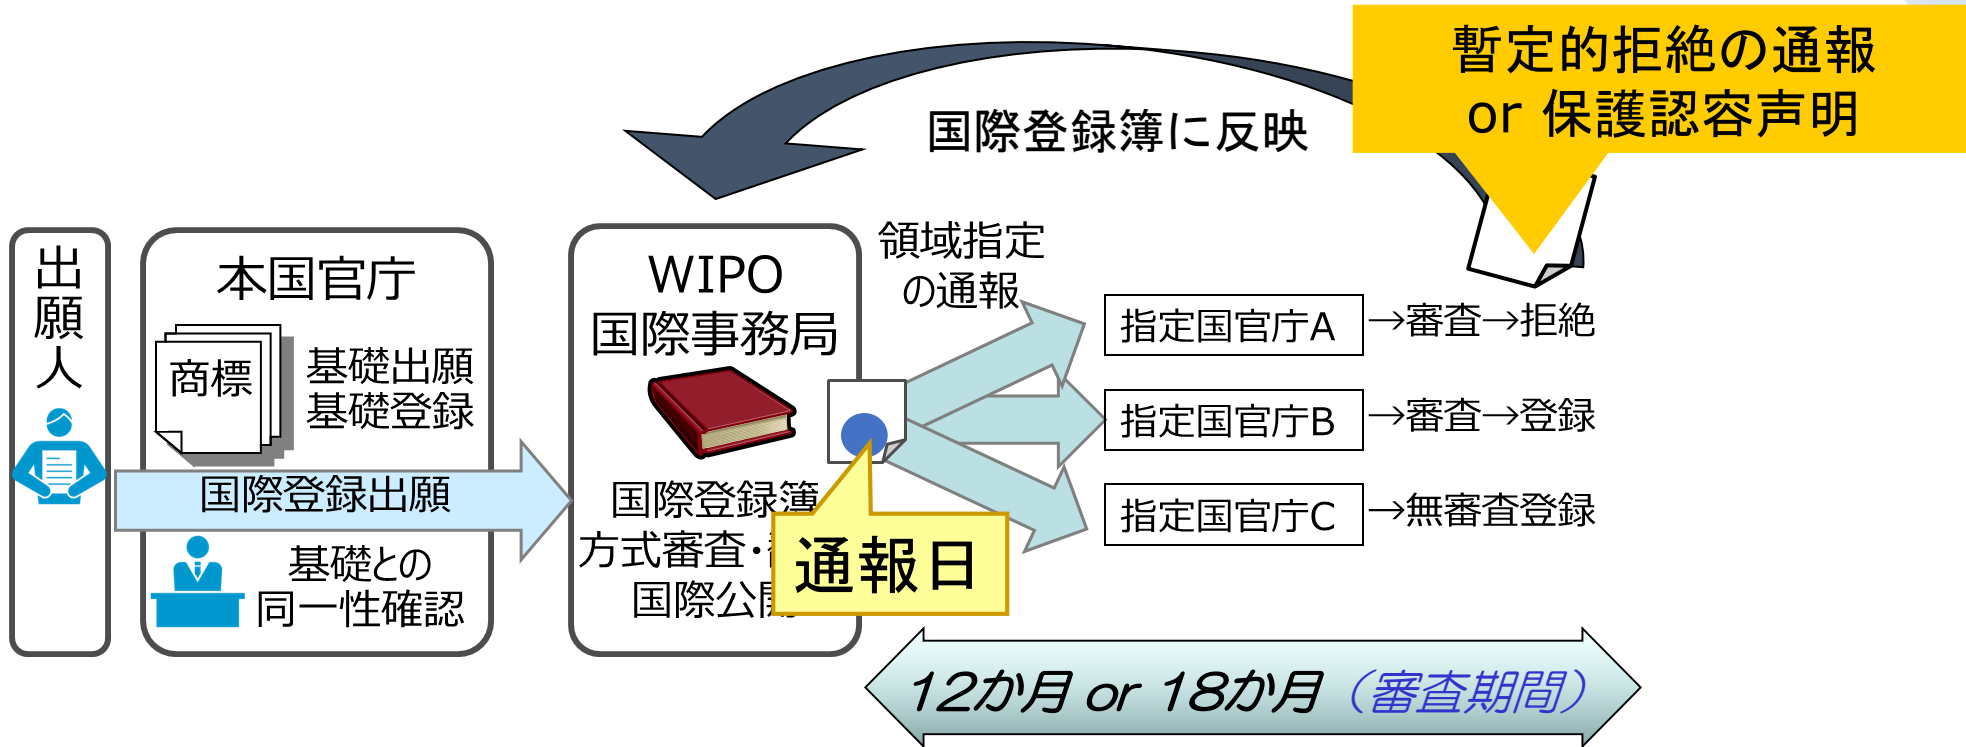 暫定的拒絶の通報
or 保護認容声明
国際登録簿に反映
出願人
本国官庁
商標
基礎出願
基礎登録
国際登録出願
基礎との
同一性確認
WIPO
国際事務局
国際登録簿
方式審査・
国際公開
通報日
領域指定
の通報
指定国官庁A
→審査→拒絶
指定国官庁B
→審査→登録
指定国官庁C
→無審査登録
12か月 or 18か月（審査期間）